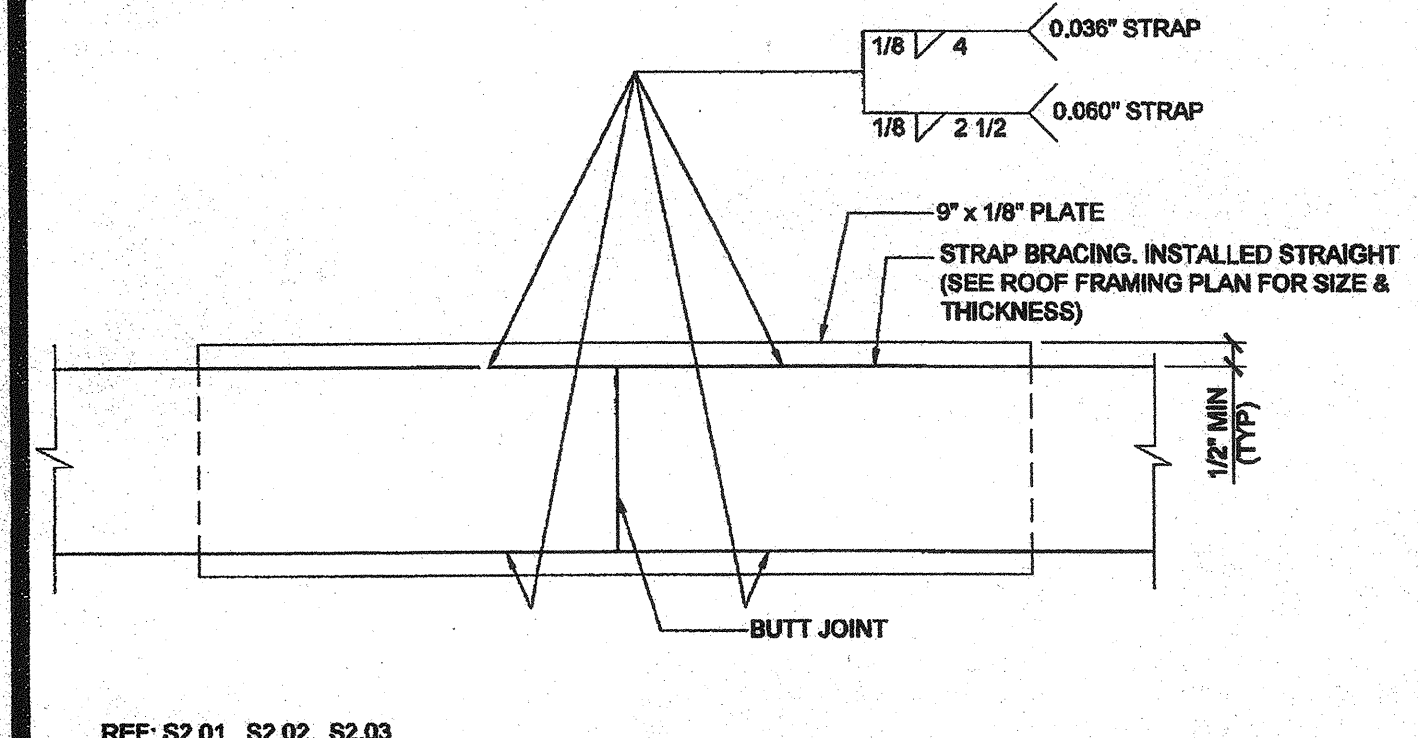 0.036" STRAP
1/8 4
0.060" STRAP
1/8 2 1/2
9" x 1/8" PLATE
STRAP BRACING. INSTALLED STRAIGHT
(SEE ROOF FRAMING PLAN FOR SIZE &
THICKNESS)
1/2" MIN
(TYP)
BUTT JOINT
REF: S2.01 S2.02, S2.03